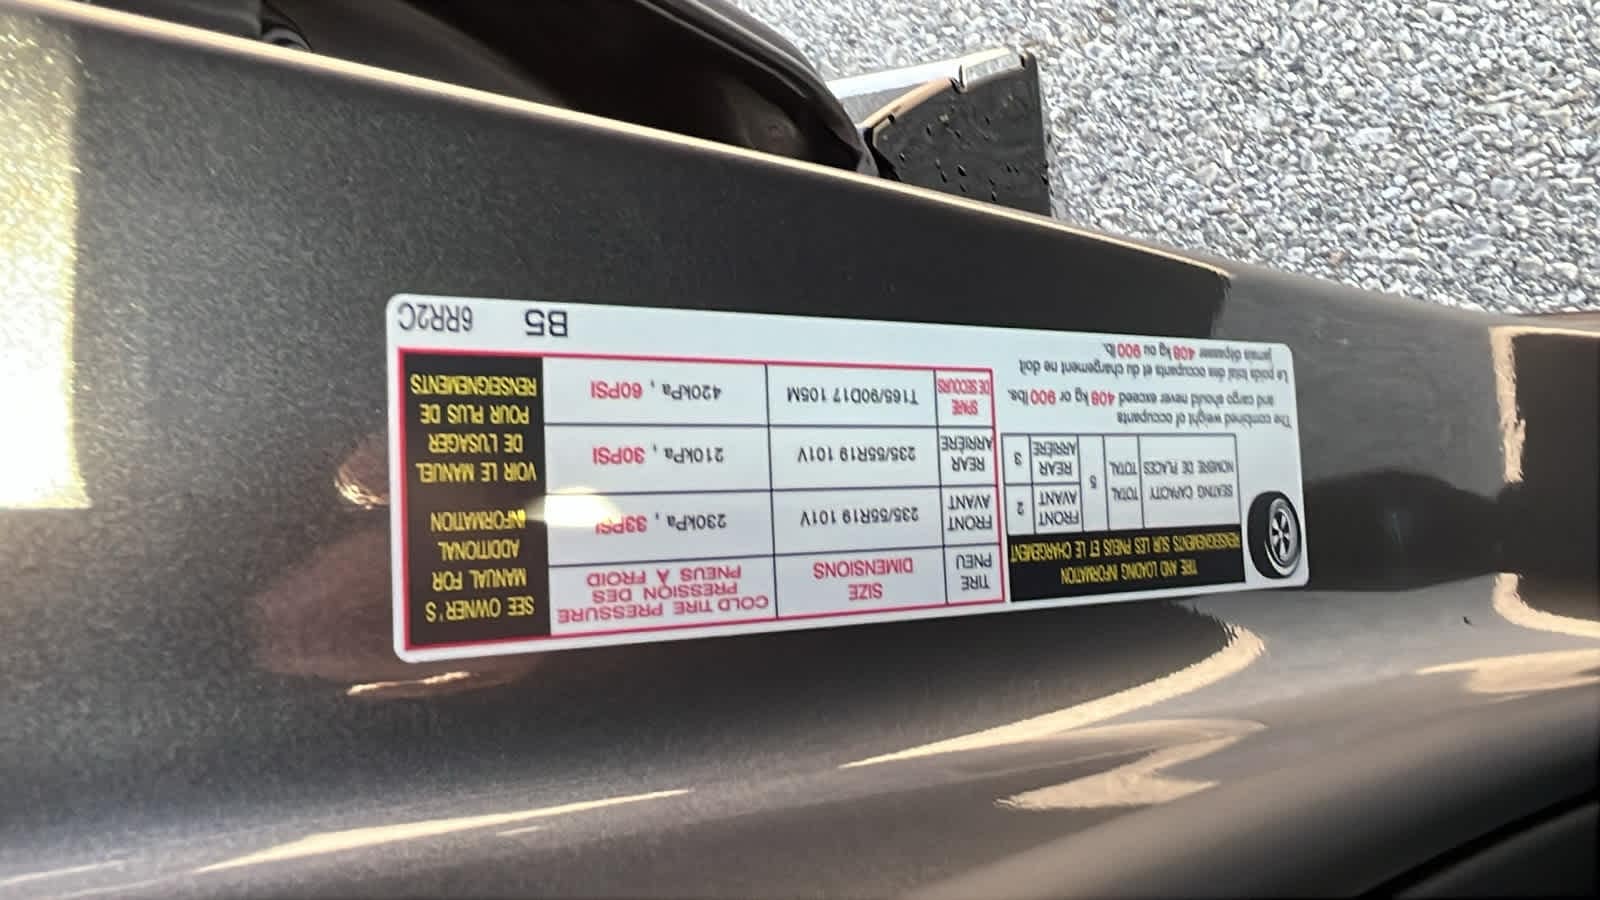 TIRE AND LOADING INFORMATION
RENSEIGNEMENTS SUR LES PNEUS ET LE CHARGEMENT
SEATING CAPACITY TOTAL 5 FRONT AVANT 2
NOMBRE DE PLACES TOTAL REAR ARRIÈRE 3
The combined weight of occupants
and cargo should never exceed 408 kg or 900 lbs.
Le poids total des occupants et du chargement ne doit
jamais dépasser 408 kg ou 900 lb.
TIRE
PNEU
SIZE
DIMENSIONS
COLD TIRE PRESSURE
PRESSION DES
PNEUS À FROID
FRONT
AVANT
235/55R19 101V
230kPa, 33PSI
REAR
ARRIÈRE
235/55R19 101V
210kPa, 30PSI
SPARE
DE SECOURS
T165/90D17 105M
420kPa, 60PSI
SEE OWNER'S
MANUAL FOR
ADDITIONAL
INFORMATION
VOIR LE MANUEL
DE L'USAGER
POUR PLUS DE
RENSEIGNEMENTS
B5 6RR2C